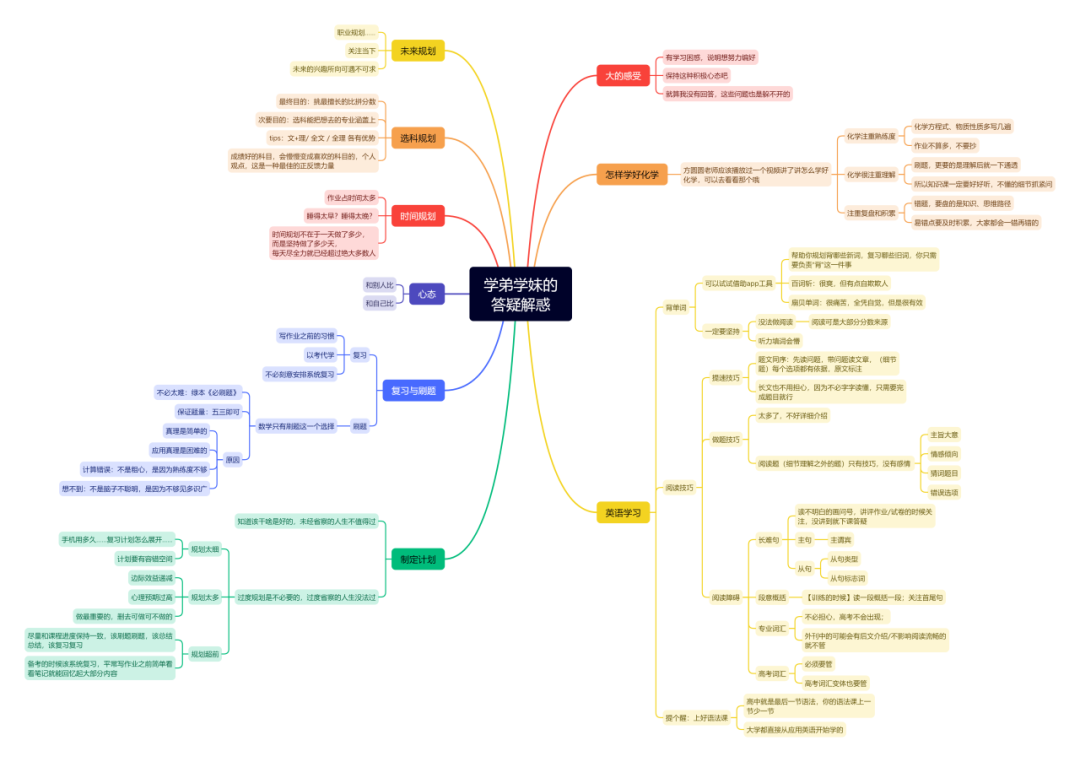 学弟学妹的
答疑解惑
未来规划
职业规划......
关注当下
未来的兴趣所向可遇不可求
选科规划
最终目的：挑最擅长的比拼分数
次要目的：选科能把想去的专业涵盖上
tips：文+理/ 全文 / 全理 各有优势
成绩好的科目，会慢慢变成喜欢的科目的，个人
观点，这是一种最佳的正反馈力量
时间规划
作业占时间太多
睡得太早？睡得太晚？
时间规划不在于一天做了多少，
而是坚持做了多少天，
每天尽全力就已经超过绝大多数人
心态
和别人比
和自己比
复习与刷题
复习
写作业之前的习惯
以考代学
不必刻意安排系统复习
刷题
数学只有刷题这一个选择
不必太难：绿本《必刷题》
保证题量：五三即可
原因
真理是简单的
应用真理是困难的
计算错误：不是粗心，是因为熟练度不够
想不到：不是脑子不聪明，是因为不够见多识广
制定计划
知道该干啥是好的，未经省察的人生不值得过
过度规划是不必要的，过度省察的人生没法过
规划太细
手机用多久......复习计划怎么展开......
计划要有容错空间
规划太多
边际效益递减
心理预期过高
做最重要的，删去可做可不做的
规划超前
尽量和课程进度保持一致，该刷题刷题，该总结
总结，该复习复习
备考的时候该系统复习，平常写作业之前简单看
看笔记就能回忆起大部分内容
大的感受
有学习困惑，说明想努力编好
保持这种积极心态吧
就算我没有回答，这些问题也是躲不开的
怎样学好化学
方圆圆老师应该播放过一个视频讲了讲怎么学好
化学，可以去看看那个哦
化学注重熟练度
化学方程式、物质性质多写几遍
作业不算多，不要抄
化学很注重理解
刷题，更要的是理解后就一下通透
所以知识课一定要好好听，不懂的细节抓紧问
注重复盘和积累
错题，要盘的是知识、思维路径
易错点要及时积累，大家都会一错再错的
英语学习
背单词
可以试试借助app工具
帮助你规划背哪些新词，复习哪些旧词，你只需
要负责“背”这一件事
百词斩：很爽，但有点自欺欺人
扇贝单词：很痛苦，全凭自觉，但是很有效
一定要坚持
没法做阅读
阅读可是大部分分数来源
听力填词会懵
阅读技巧
提速技巧
题文同序：先读问题，带问题读文章，（细节
题）每个选项都有依据，原文标注
长文也不用担心，因为不必字字读懂，只需要完
成题目就行
做题技巧
太多了，不好详细介绍
阅读题（细节理解之外的题）只有技巧，没有感情
主旨大意
情感倾向
猜词题目
错误选项
阅读障碍
长难句
读不明白的画问号，讲评作业/试卷的时候关
注，没讲到就下课答疑
主句
主谓宾
从句
从句类型
从句标志词
段意概括
【训练的时候】读一段概括一段；关注首尾句
专业词汇
不必担心，高考不会出现；
外刊中的可能会有后文介绍/不影响阅读流畅的
就不管
高考词汇
必须要管
高考词汇变体也要管
提个醒：上好语法课
高中就是最后一节语法，你的语法课上一
节少一节
大学都直接从应用英语开始学的